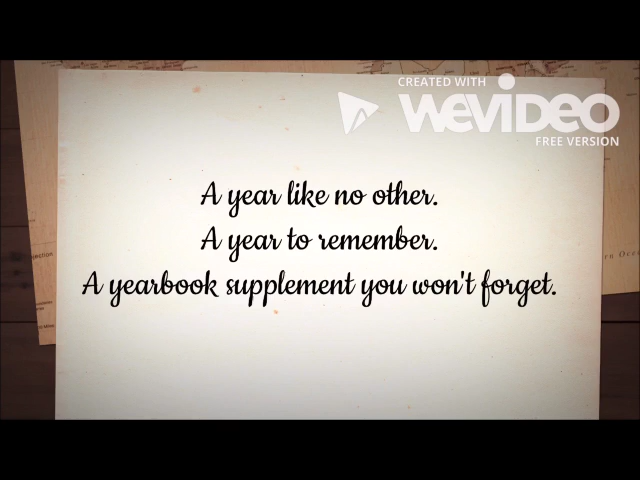 CREATED WITH
WEVIDEO
FREE VERSION
A year like no other.
A year to remember.
A yearbook supplement you won't forget.